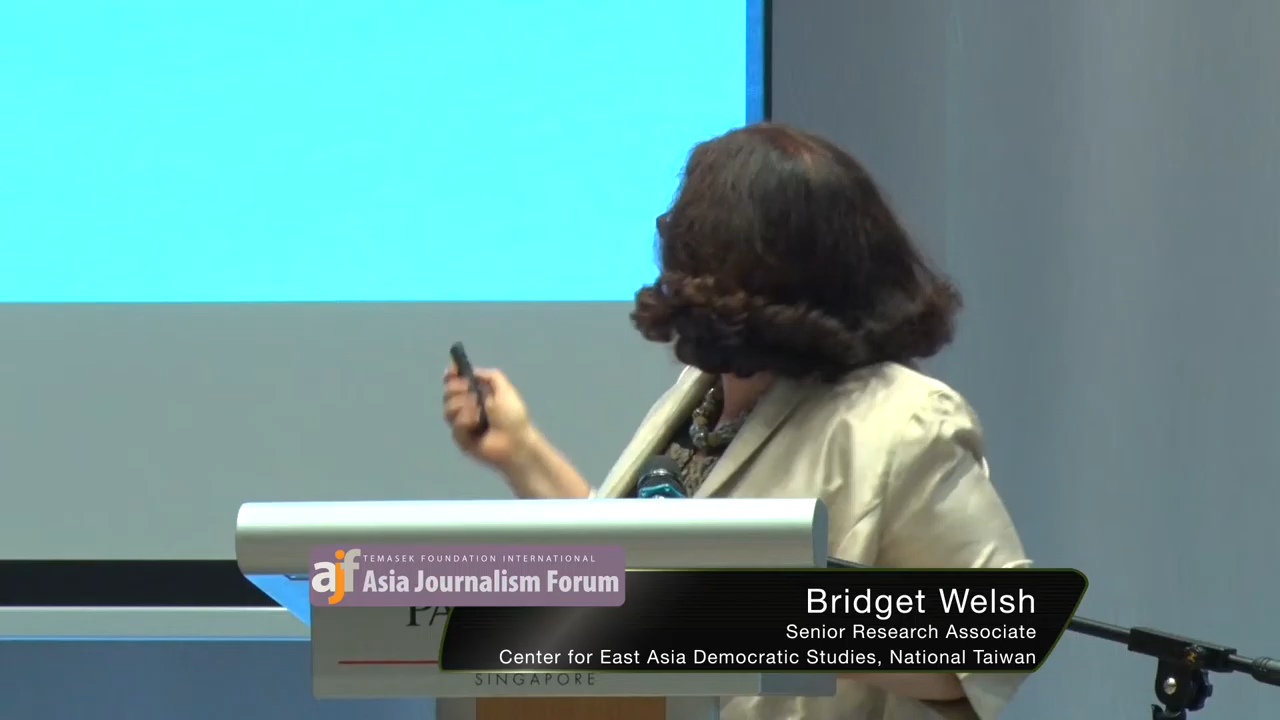 TEMASEK FOUNDATION INTERNATIONAL
ajf Asia Journalism Forum
Bridget Welsh
Senior Research Associate
Center for East Asia Democratic Studies, National Taiwan
SINGAPORE